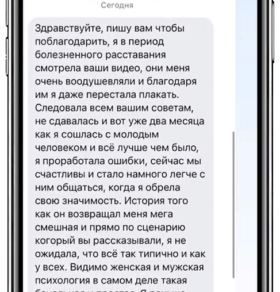 Сегодня
Здравствуйте, пишу вам чтобы
поблагодарить, я в период
болезненного расставания
смотрела ваши видео, они меня
очень воодушевляли и благодаря
им я даже перестала плакать.
Следовала всем вашим советам,
не сдавалась и вот уже два месяца
как я сошлась с молодым
человеком и всё лучше чем было,
я проработала ошибки, сейчас мы
счастливы и стало намного легче с
ним общаться, когда я обрела
свою значимость. История того
как он возвращал меня мега
смешная и прямо по сценарию
который вы рассказывали, я не
ожидала, что всё так типично и как
у всех. Видимо женская и мужская
психология в самом деле такая